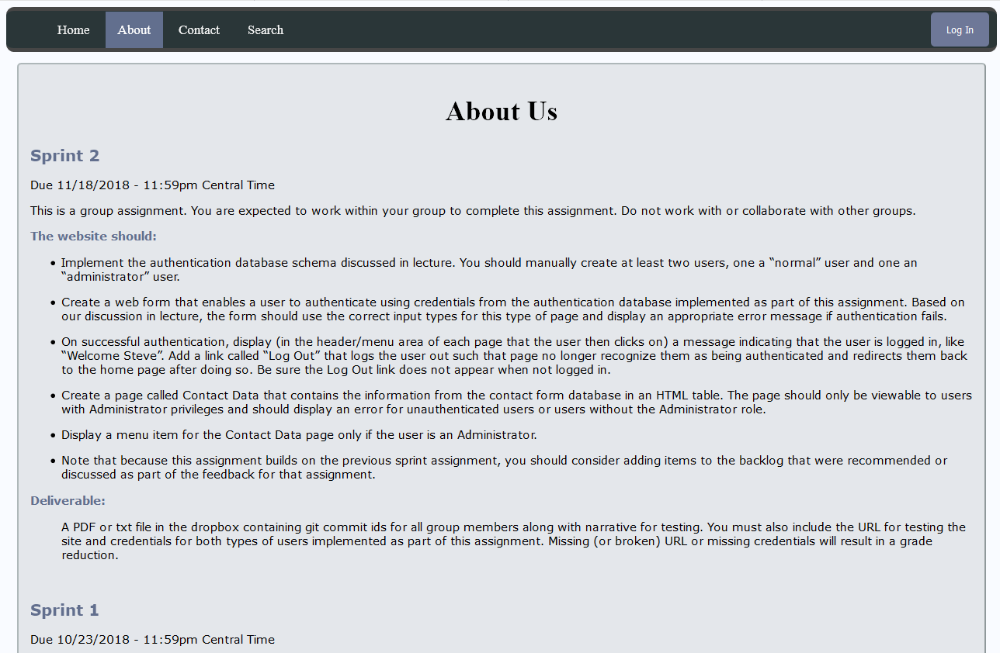 Home About Contact Search Log In
About Us
Sprint 2
Due 11/18/2018 - 11:59pm Central Time
This is a group assignment. You are expected to work within your group to complete this assignment. Do not work with or collaborate with other groups.
The website should:
• Implement the authentication database schema discussed in lecture. You should manually create at least two users, one a “normal” user and one an
“administrator” user.
• Create a web form that enables a user to authenticate using credentials from the authentication database implemented as part of this assignment. Based on
our discussion in lecture, the form should use the correct input types for this type of page and display an appropriate error message if authentication fails.
• On successful authentication, display (in the header/menu area of each page that the user then clicks on) a message indicating that the user is logged in, like
“Welcome Steve”. Add a link called “Log Out” that logs the user out such that page no longer recognize them as being authenticated and redirects them back
to the home page after doing so. Be sure the Log Out link does not appear when not logged in.
• Create a page called Contact Data that contains the information from the contact form database in an HTML table. The page should only be viewable to users
with Administrator privileges and should display an error for unauthenticated users or users without the Administrator role.
• Display a menu item for the Contact Data page only if the user is an Administrator.
• Note that because this assignment builds on the previous sprint assignment, you should consider adding items to the backlog that were recommended or
discussed as part of the feedback for that assignment.
Deliverable:
A PDF or txt file in the dropbox containing git commit ids for all group members along with narrative for testing. You must also include the URL for testing the
site and credentials for both types of users implemented as part of this assignment. Missing (or broken) URL or missing credentials will result in a grade
reduction.
Sprint 1
Due 10/23/2018 - 11:59pm Central Time